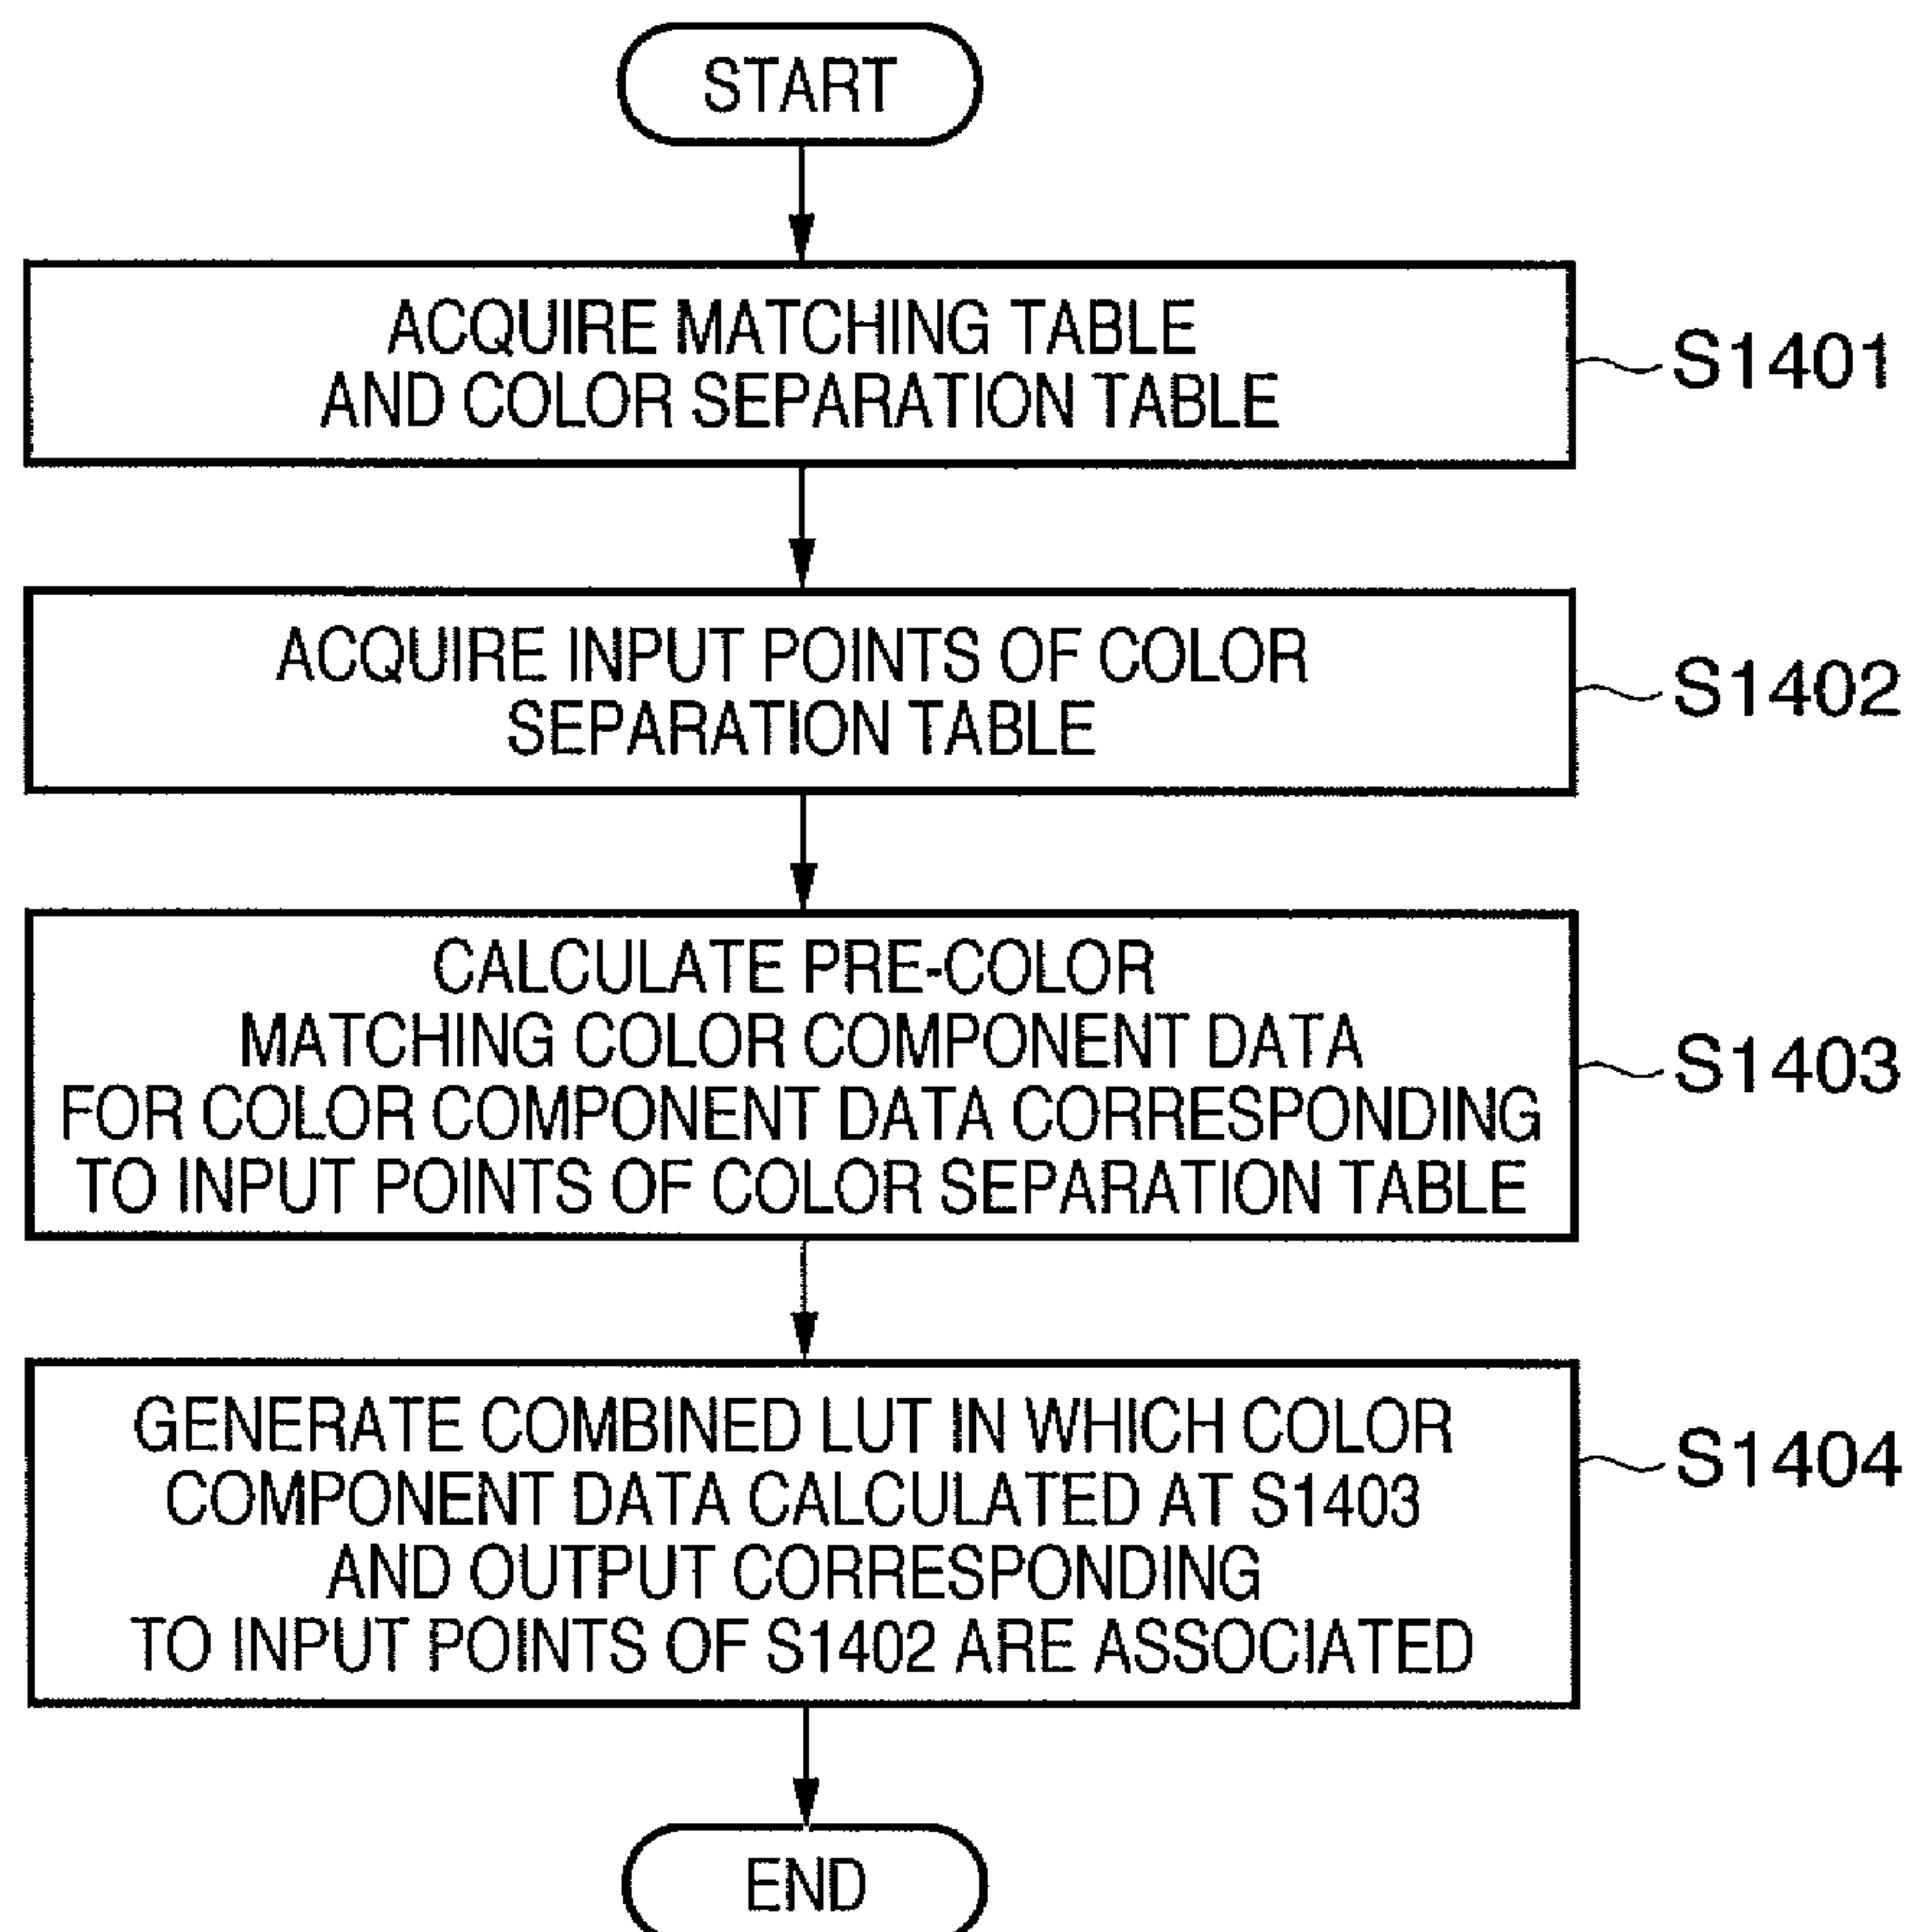 START
ACQUIRE MATCHING TABLE
AND COLOR SEPARATION TABLE
S1401
ACQUIRE INPUT POINTS OF COLOR
SEPARATION TABLE
S1402
CALCULATE PRE-COLOR
MATCHING COLOR COMPONENT DATA
FOR COLOR COMPONENT DATA CORRESPONDING
TO INPUT POINTS OF COLOR SEPARATION TABLE
S1403
GENERATE COMBINED LUT IN WHICH COLOR
COMPONENT DATA CALCULATED AT S1403
AND OUTPUT CORRESPONDING
TO INPUT POINTS OF S1402 ARE ASSOCIATED
S1404
END